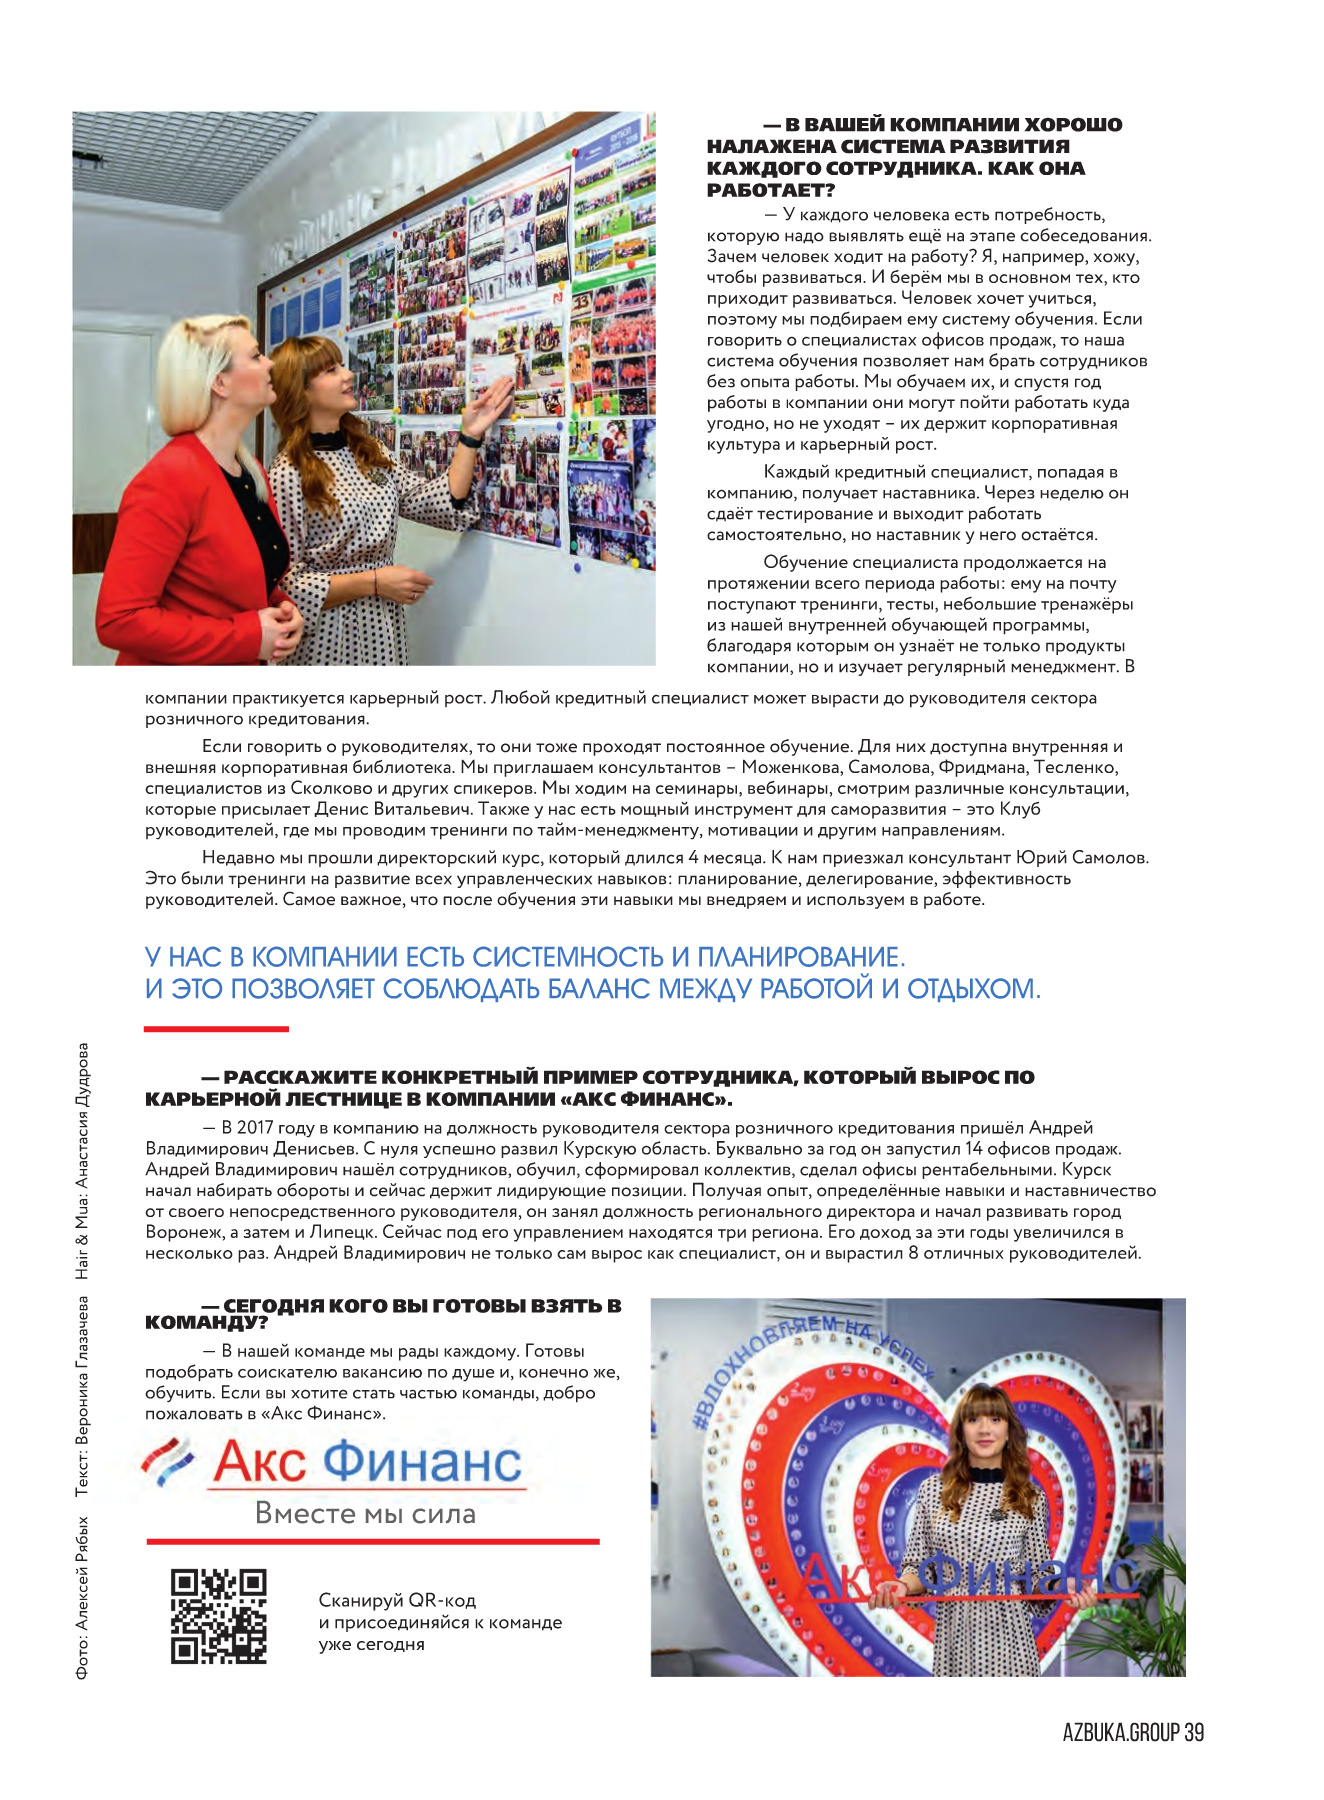 — В ВАШЕЙ КОМПАНИИ ХОРОШО
НАЛАЖЕНА СИСТЕМА РАЗВИТИЯ
КАЖДОГО СОТРУДНИКА. КАК ОНА
РАБОТАЕТ?
— У каждого человека есть потребность,
которую надо выявлять ещё на этапе собеседования.
Зачем человек ходит на работу? Я, например, хожу,
чтобы развиваться. И берём мы в основном тех, кто
приходит развиваться. Человек хочет учиться,
поэтому мы подбираем ему систему обучения. Если
говорить о специалистах офисов продаж, то наша
система обучения позволяет нам брать сотрудников
без опыта работы. Мы обучаем их, и спустя год
работы в компании они могут пойти работать куда
угодно, но не уходят – их держит корпоративная
культура и карьерный рост.
Каждый кредитный специалист, попадая в
компанию, получает наставника. Через неделю он
сдаёт тестирование и выходит работать
самостоятельно, но наставник у него остаётся.
Обучение специалиста продолжается на
протяжении всего периода работы: ему на почту
поступают тренинги, тесты, небольшие тренажёры
из нашей внутренней обучающей программы,
благодаря которым он узнаёт не только продукты
компании, но и изучает регулярный менеджмент. В
компании практикуется карьерный рост. Любой кредитный специалист может вырасти до руководителя сектора
розничного кредитования.
Если говорить о руководителях, то они тоже проходят постоянное обучение. Для них доступна внутренняя и
внешняя корпоративная библиотека. Мы приглашаем консультантов – Моженкова, Самолова, Фридмана, Тесленко,
специалистов из Сколково и других спикеров. Мы ходим на семинары, вебинары, смотрим различные консультации,
которые присылает Денис Витальевич. Также у нас есть мощный инструмент для саморазвития – это Клуб
руководителей, где мы проводим тренинги по тайм-менеджменту, мотивации и другим направлениям.
Недавно мы прошли директорский курс, который длился 4 месяца. К нам приезжал консультант Юрий Самолов.
Это были тренинги на развитие всех управленческих навыков: планирование, делегирование, эффективность
руководителей. Самое важное, что после обучения эти навыки мы внедряем и используем в работе.
У НАС В КОМПАНИИ ЕСТЬ СИСТЕМНОСТЬ И ПЛАНИРОВАНИЕ.
И ЭТО ПОЗВОЛЯЕТ СОБЛЮДАТЬ БАЛАНС МЕЖДУ РАБОТОЙ И ОТДЫХОМ.
— РАССКАЖИТЕ КОНКРЕТНЫЙ ПРИМЕР СОТРУДНИКА, КОТОРЫЙ ВЫРОС ПО
КАРЬЕРНОЙ ЛЕСТНИЦЕ В КОМПАНИИ «АКС ФИНАНС».
— В 2017 году в компанию на должность руководителя сектора розничного кредитования пришёл Андрей
Владимирович Денисьев. С нуля успешно развил Курскую область. Буквально за год он запустил 14 офисов продаж.
Андрей Владимирович нашёл сотрудников, обучил, сформировал коллектив, сделал офисы рентабельными. Курск
начал набирать обороты и сейчас держит лидирующие позиции. Получая опыт, определённые навыки и наставничество
от своего непосредственного руководителя, он занял должность регионального директора и начал развивать город
Воронеж, а затем и Липецк. Сейчас под его управлением находятся три региона. Его доход за эти годы увеличился в
несколько раз. Андрей Владимирович не только сам вырос как специалист, он и вырастил 8 отличных руководителей.
— СЕГОДНЯ КОГО ВЫ ГОТОВЫ ВЗЯТЬ В
КОМАНДУ?
— В нашей команде мы рады каждому. Готовы
подобрать соискателю вакансию по душе и, конечно же,
обучить. Если вы хотите стать частью команды, добро
пожаловать в «Акс Финанс».
Акс Финанс
Вместе мы сила
Сканируй QR-код
и присоединяйся к команде
уже сегодня
#ВДОХНОВЛЯЕМ НА УСПЕХ
Акс Финанс
Фото: Алексей Рябых Текст: Вероника Глазачева Hair & Mua: Анастасия Дудрова
AZBUKA.GROUP 39